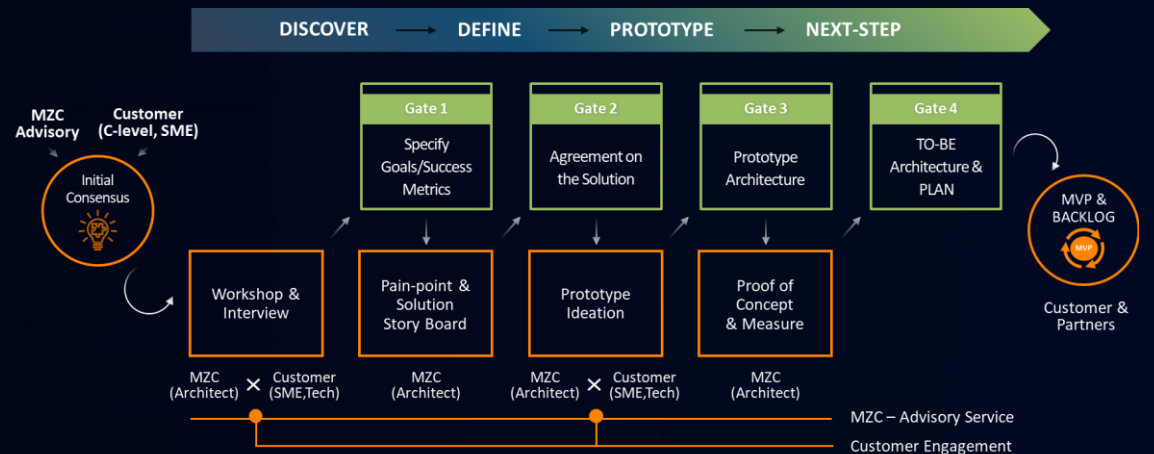 DISCOVER
DEFINE
PROTOTYPE
NEXT-STEP
MZC
Advisory
Customer
(C-level, SME)
Initial
Consensus
Gate 1
Specify
Goals/Success
Metrics
Gate 2
Agreement on
the Solution
Gate 3
Prototype
Architecture
Gate 4
TO-BE
Architecture &
PLAN
MVP &
BACKLOG
MVP
Customer &
Partners
Workshop &
Interview
Pain-point &
Solution
Story Board
Prototype
Ideation
Proof of
Concept
& Measure
MZC
(Architect)
×
Customer
(SME,Tech)
MZC
(Architect)
MZC
(Architect)
×
Customer
(SME,Tech)
MZC
(Architect)
MZC – Advisory Service
Customer Engagement